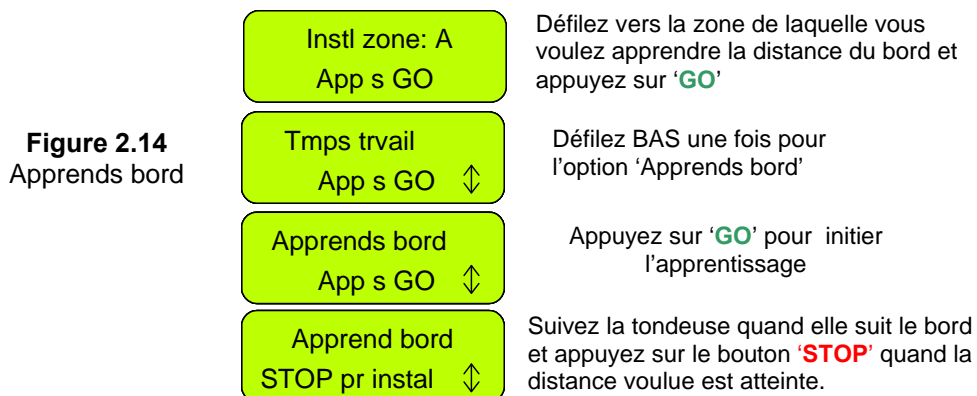 Instl zone: A
App s GO
Défilez vers la zone de laquelle vous
voulez apprendre la distance du bord et
appuyez sur ‘GO’
Figure 2.14
Apprends bord
Tmps trvail
App s GO ↕
Défilez BAS une fois pour
l’option ‘Apprends bord’
Apprends bord
App s GO ↕
Appuyez sur ‘GO’ pour initier
l’apprentissage
Apprend bord
STOP pr instal ↕
Suivez la tondeuse quand elle suit le bord
et appuyez sur le bouton ‘STOP’ quand la
distance voulue est atteinte.